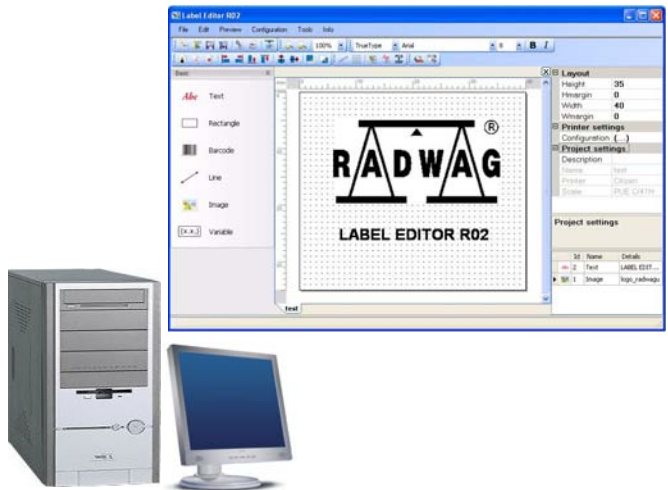 Label Editor R02
File Edit Preview Configuration Tools Info
100% TrueType Arial 8 B I
Basic
Abc Text
Rectangle
Barcode
Line
Image
{x.x.} Variable
RADWAG ®
LABEL EDITOR R02
test
Layout
Height 35
Hmargin 0
Width 40
Wmargin 0
Printer settings
Configuration (...)
Project settings
Description
Name test
Printer Citizen
Scale PUE C/41H
Project settings
Id Name Details
2 Text LABEL EDIT...
1 Image logo_radwagu